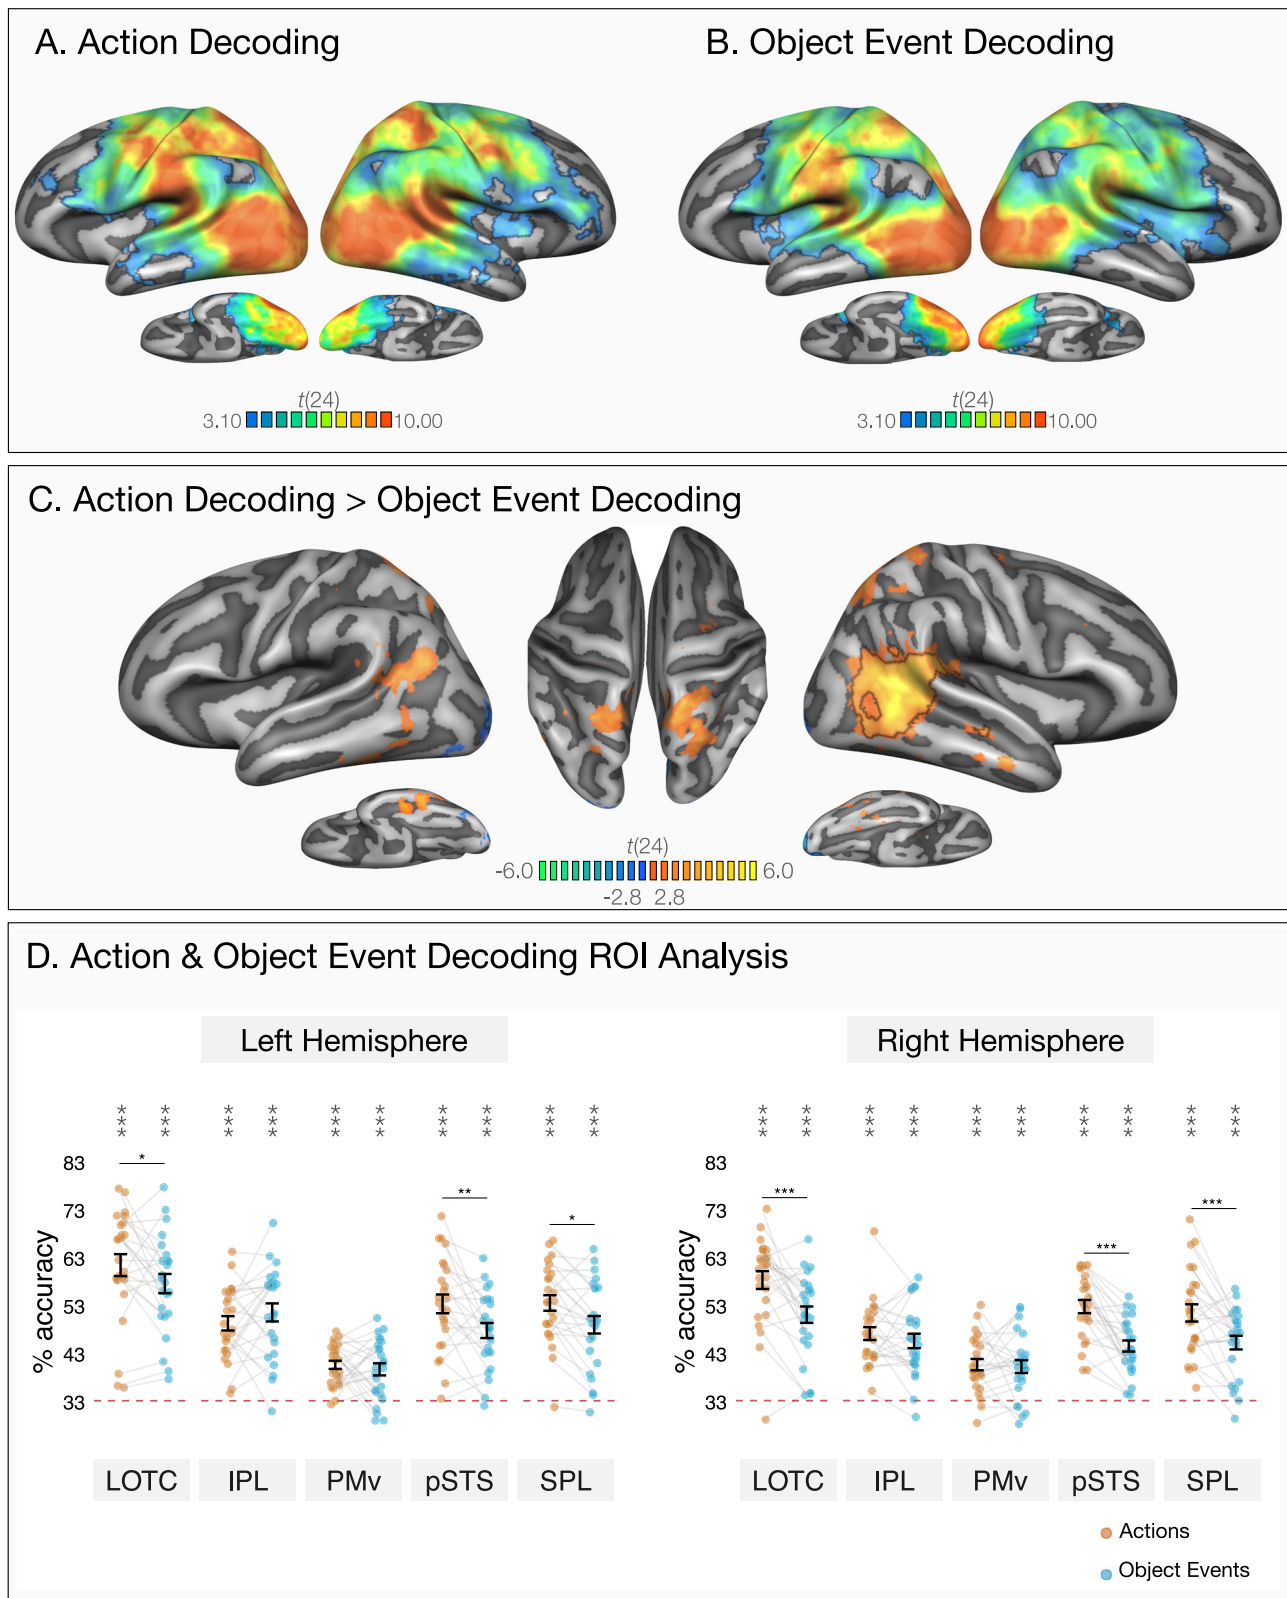 A. Action Decoding
B. Object Event Decoding
t(24)
3.10 10.00
t(24)
3.10 10.00
C. Action Decoding > Object Event Decoding
t(24)
-6.0 6.0
-2.8 2.8
D. Action & Object Event Decoding ROI Analysis
Left Hemisphere
*** *** *** *** *** *** *** *** *** ***
* ** *
83
73
63
53
43
33
% accuracy
LOTC IPL PMv pSTS SPL
Right Hemisphere
*** *** *** *** *** *** *** *** *** ***
*** *** ***
83
73
63
53
43
33
% accuracy
LOTC IPL PMv pSTS SPL
Actions
Object Events